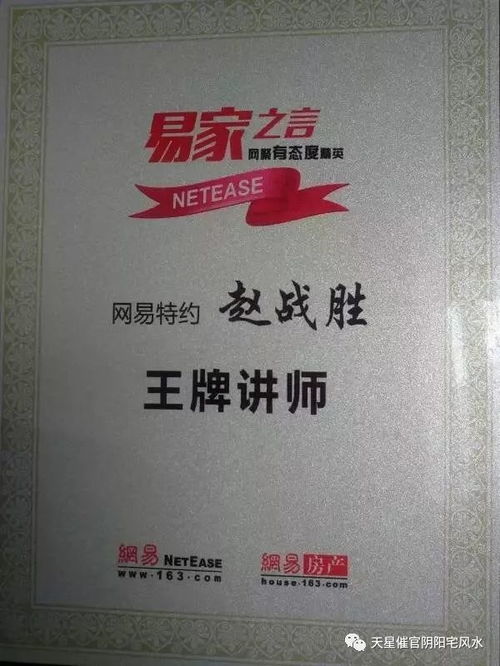 易家之言
网聚有态度精英
NETEASE
网易特约 赵战胜
王牌讲师
網易 NETEASE
www.163.com
網易 房产
house.163.com
天星催官阴阳宅风水